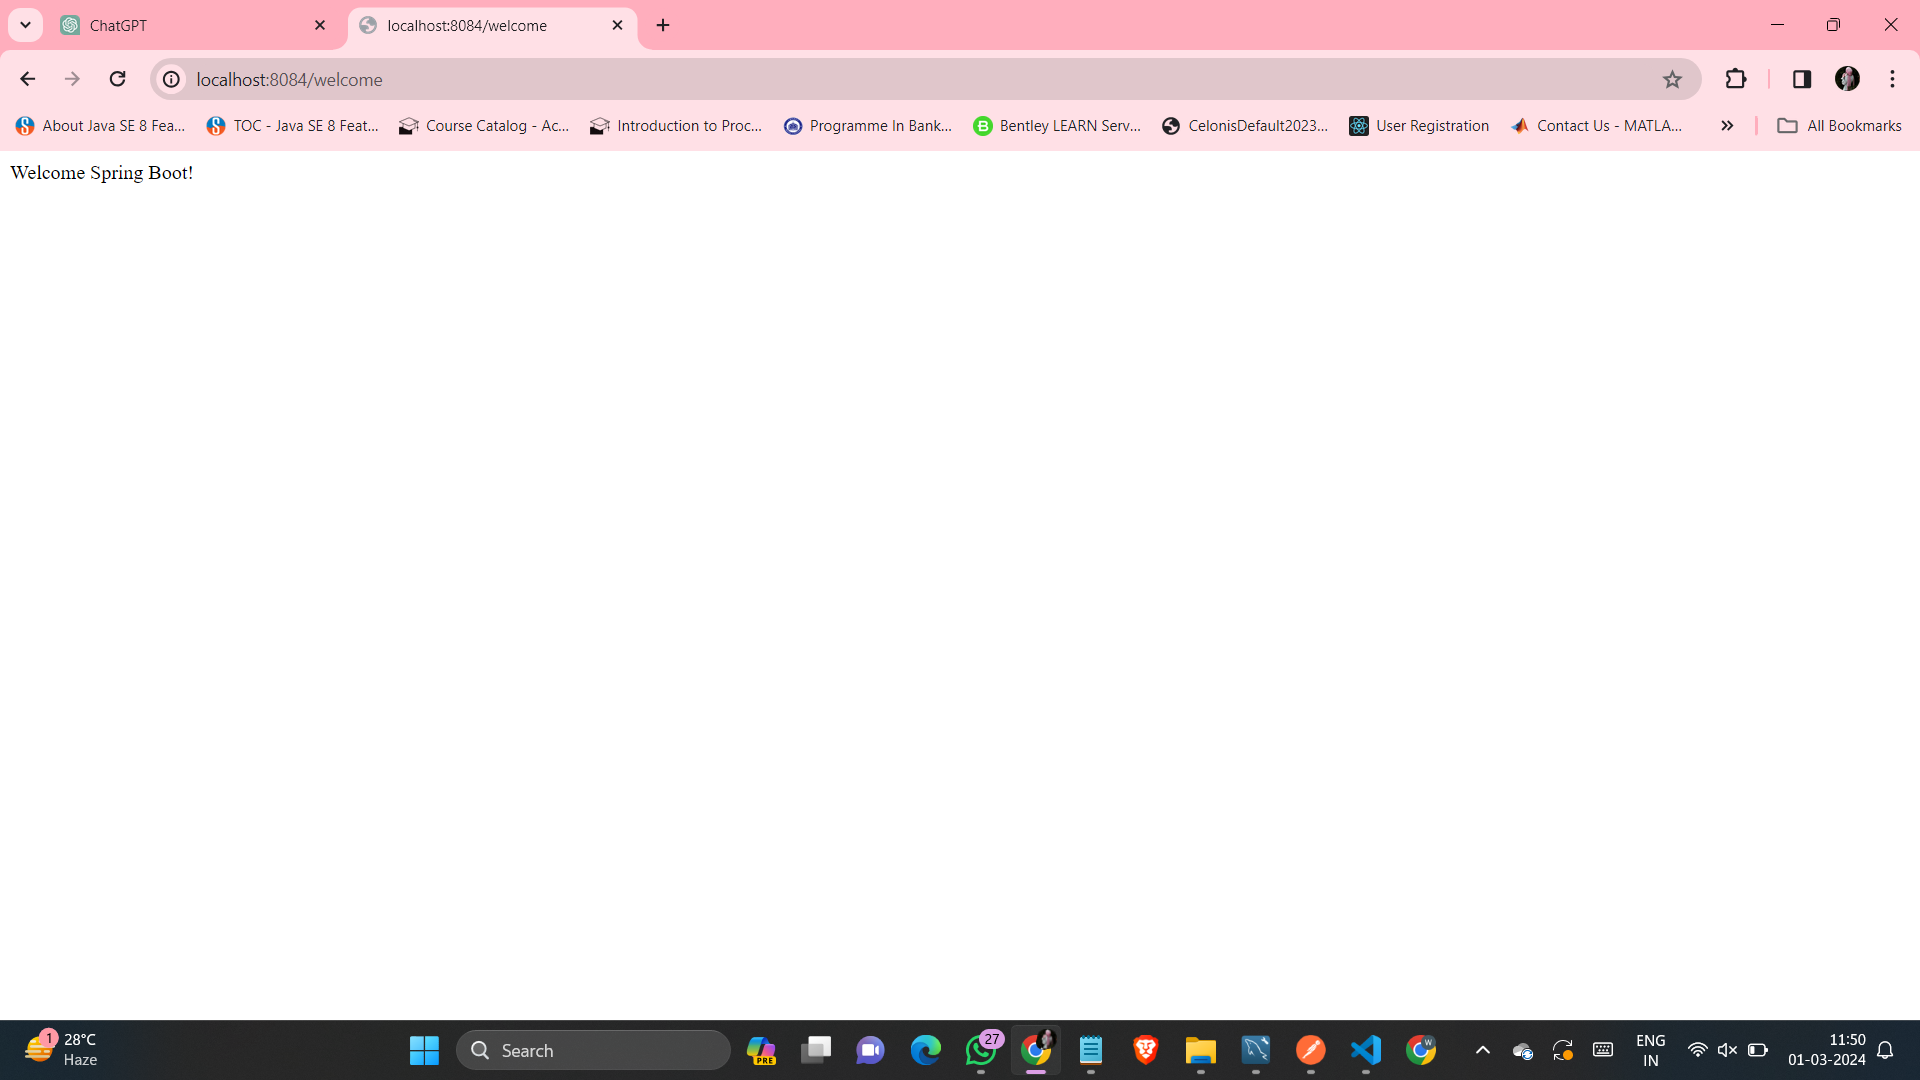 ChatGPT
localhost:8084/welcome
localhost:8084/welcome
About Java SE 8 Fea...
TOC - Java SE 8 Feat...
Course Catalog - Ac...
Introduction to Proc...
Programme In Bank...
Bentley LEARN Serv...
CelonisDefault2023...
User Registration
Contact Us - MATLA...
All Bookmarks
Welcome Spring Boot!
1
28°C
Haze
Search
PRE
27
W
ENG
IN
11:50
01-03-2024